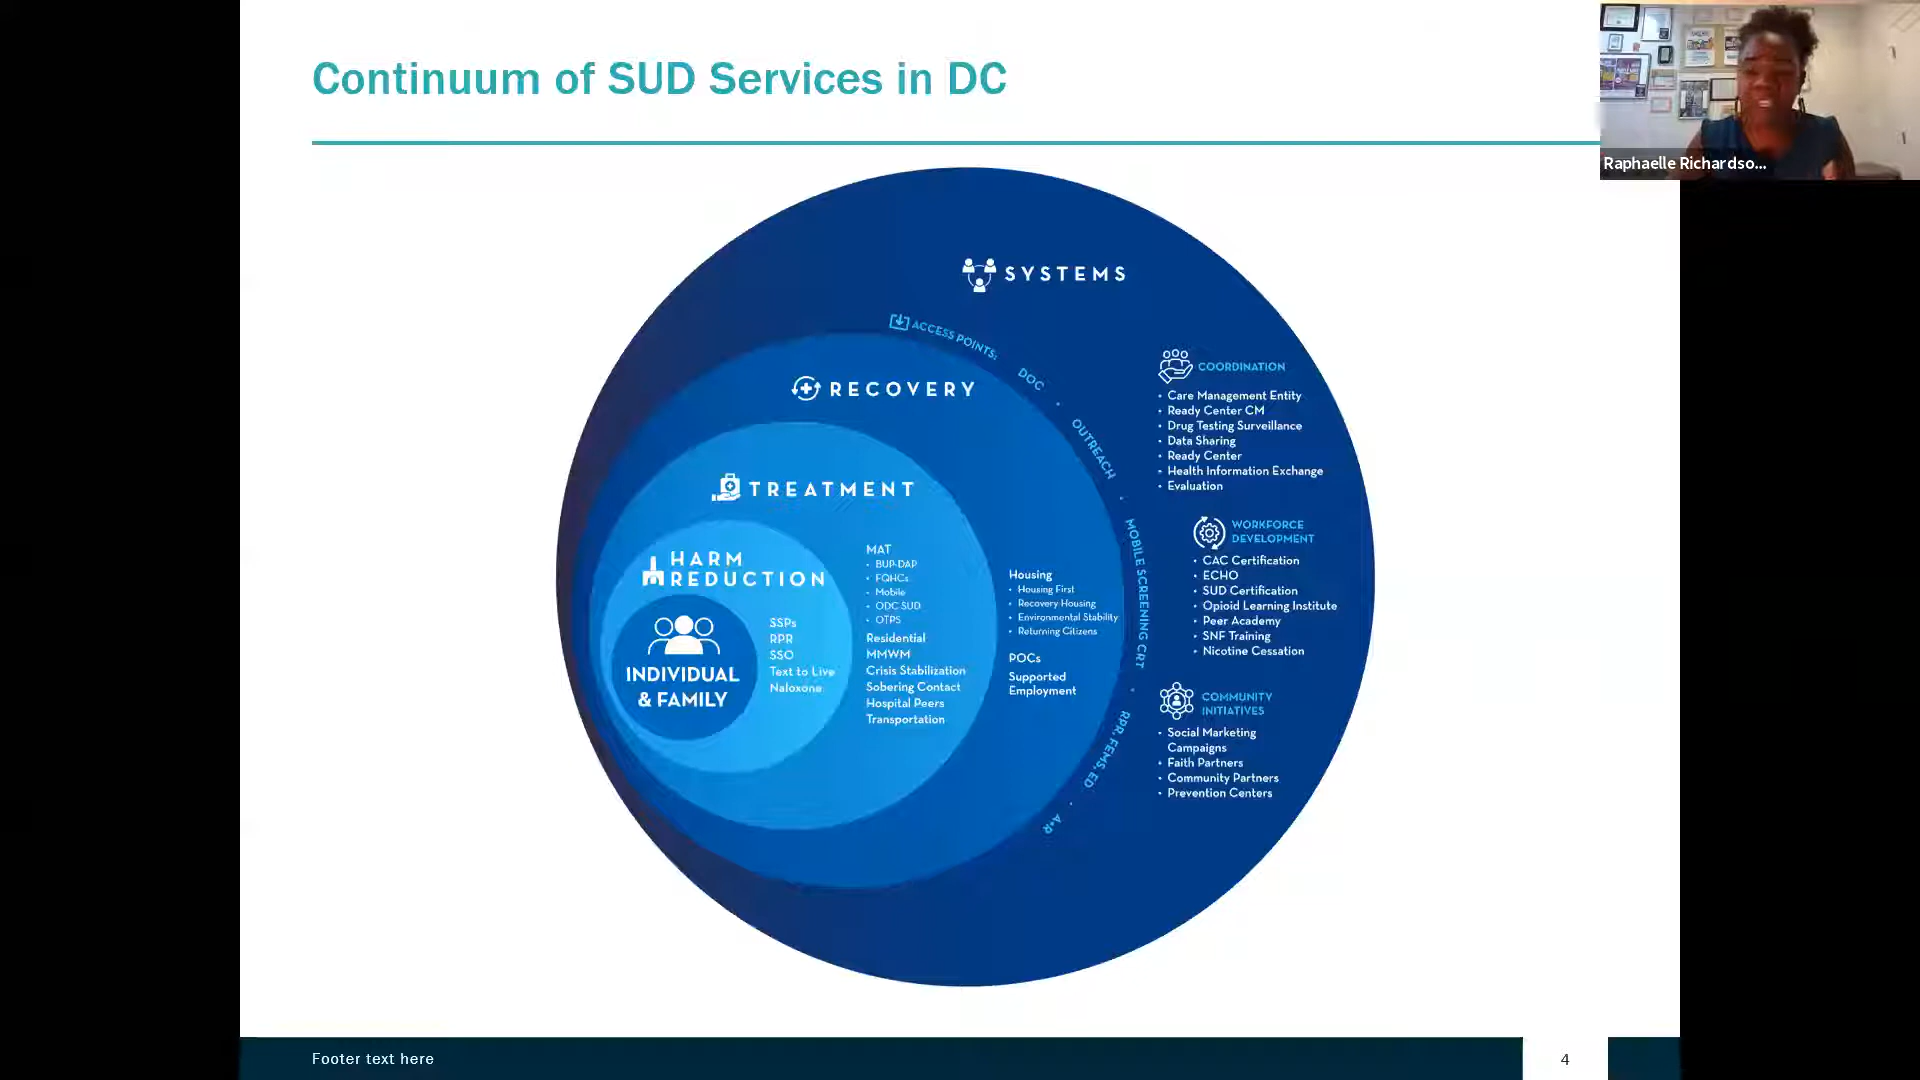 Continuum of SUD Services in DC
Raphaelle Richardso...
SYSTEMS
ACCESS POINTS:
DOC
OUTREACH
MOBILE SCREENING CRT
RPR, FEMS, ED
A+R
RECOVERY
Housing
• Housing First
• Recovery Housing
• Environmental Stability
• Returning Citizens
POCs
Supported
Employment
TREATMENT
MAT
• BUP-DAP
• FQHCs
• Mobile
• ODC SUD
• OTPS
Residential
MMWM
Crisis Stabilization
Sobering Contact
Hospital Peers
Transportation
HARM
REDUCTION
SSPs
RPR
SSO
Text to Live
Naloxone
INDIVIDUAL
& FAMILY
COORDINATION
• Care Management Entity
• Ready Center CM
• Drug Testing Surveillance
• Data Sharing
• Ready Center
• Health Information Exchange
• Evaluation
WORKFORCE
DEVELOPMENT
• CAC Certification
• ECHO
• SUD Certification
• Opioid Learning Institute
• Peer Academy
• SNF Training
• Nicotine Cessation
COMMUNITY
INITIATIVES
• Social Marketing
Campaigns
• Faith Partners
• Community Partners
• Prevention Centers
Footer text here
4